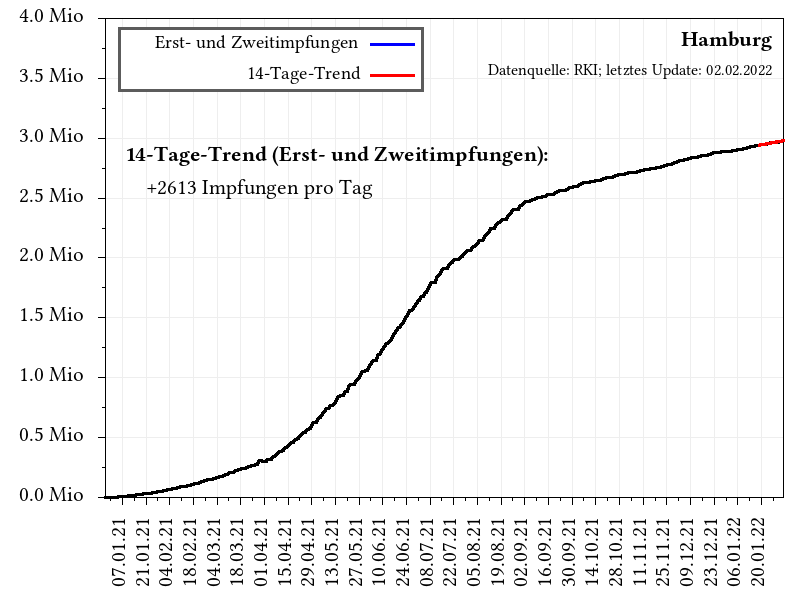 4.0 Mio
3.5 Mio
3.0 Mio
2.5 Mio
2.0 Mio
1.5 Mio
1.0 Mio
0.5 Mio
0.0 Mio
Erst- und Zweitimpfungen
14-Tage-Trend
Hamburg
Datenquelle: RKI; letztes Update: 02.02.2022
14-Tage-Trend (Erst- und Zweitimpfungen):
+2613 Impfungen pro Tag
07.01.21
21.01.21
04.02.21
18.02.21
04.03.21
18.03.21
01.04.21
15.04.21
29.04.21
13.05.21
27.05.21
10.06.21
24.06.21
08.07.21
22.07.21
05.08.21
19.08.21
02.09.21
16.09.21
30.09.21
14.10.21
28.10.21
11.11.21
25.11.21
09.12.21
23.12.21
06.01.22
20.01.22